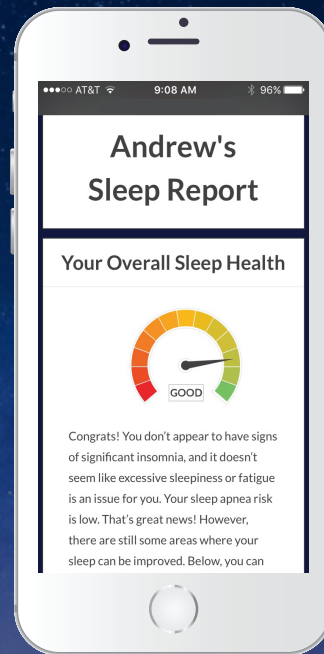 AT&T 9:08 AM 96%
Andrew's
Sleep Report
Your Overall Sleep Health
GOOD
Congrats! You don't appear to have signs
of significant insomnia, and it doesn't
seem like excessive sleepiness or fatigue
is an issue for you. Your sleep apnea risk
is low. That's great news! However,
there are still some areas where your
sleep can be improved. Below, you can